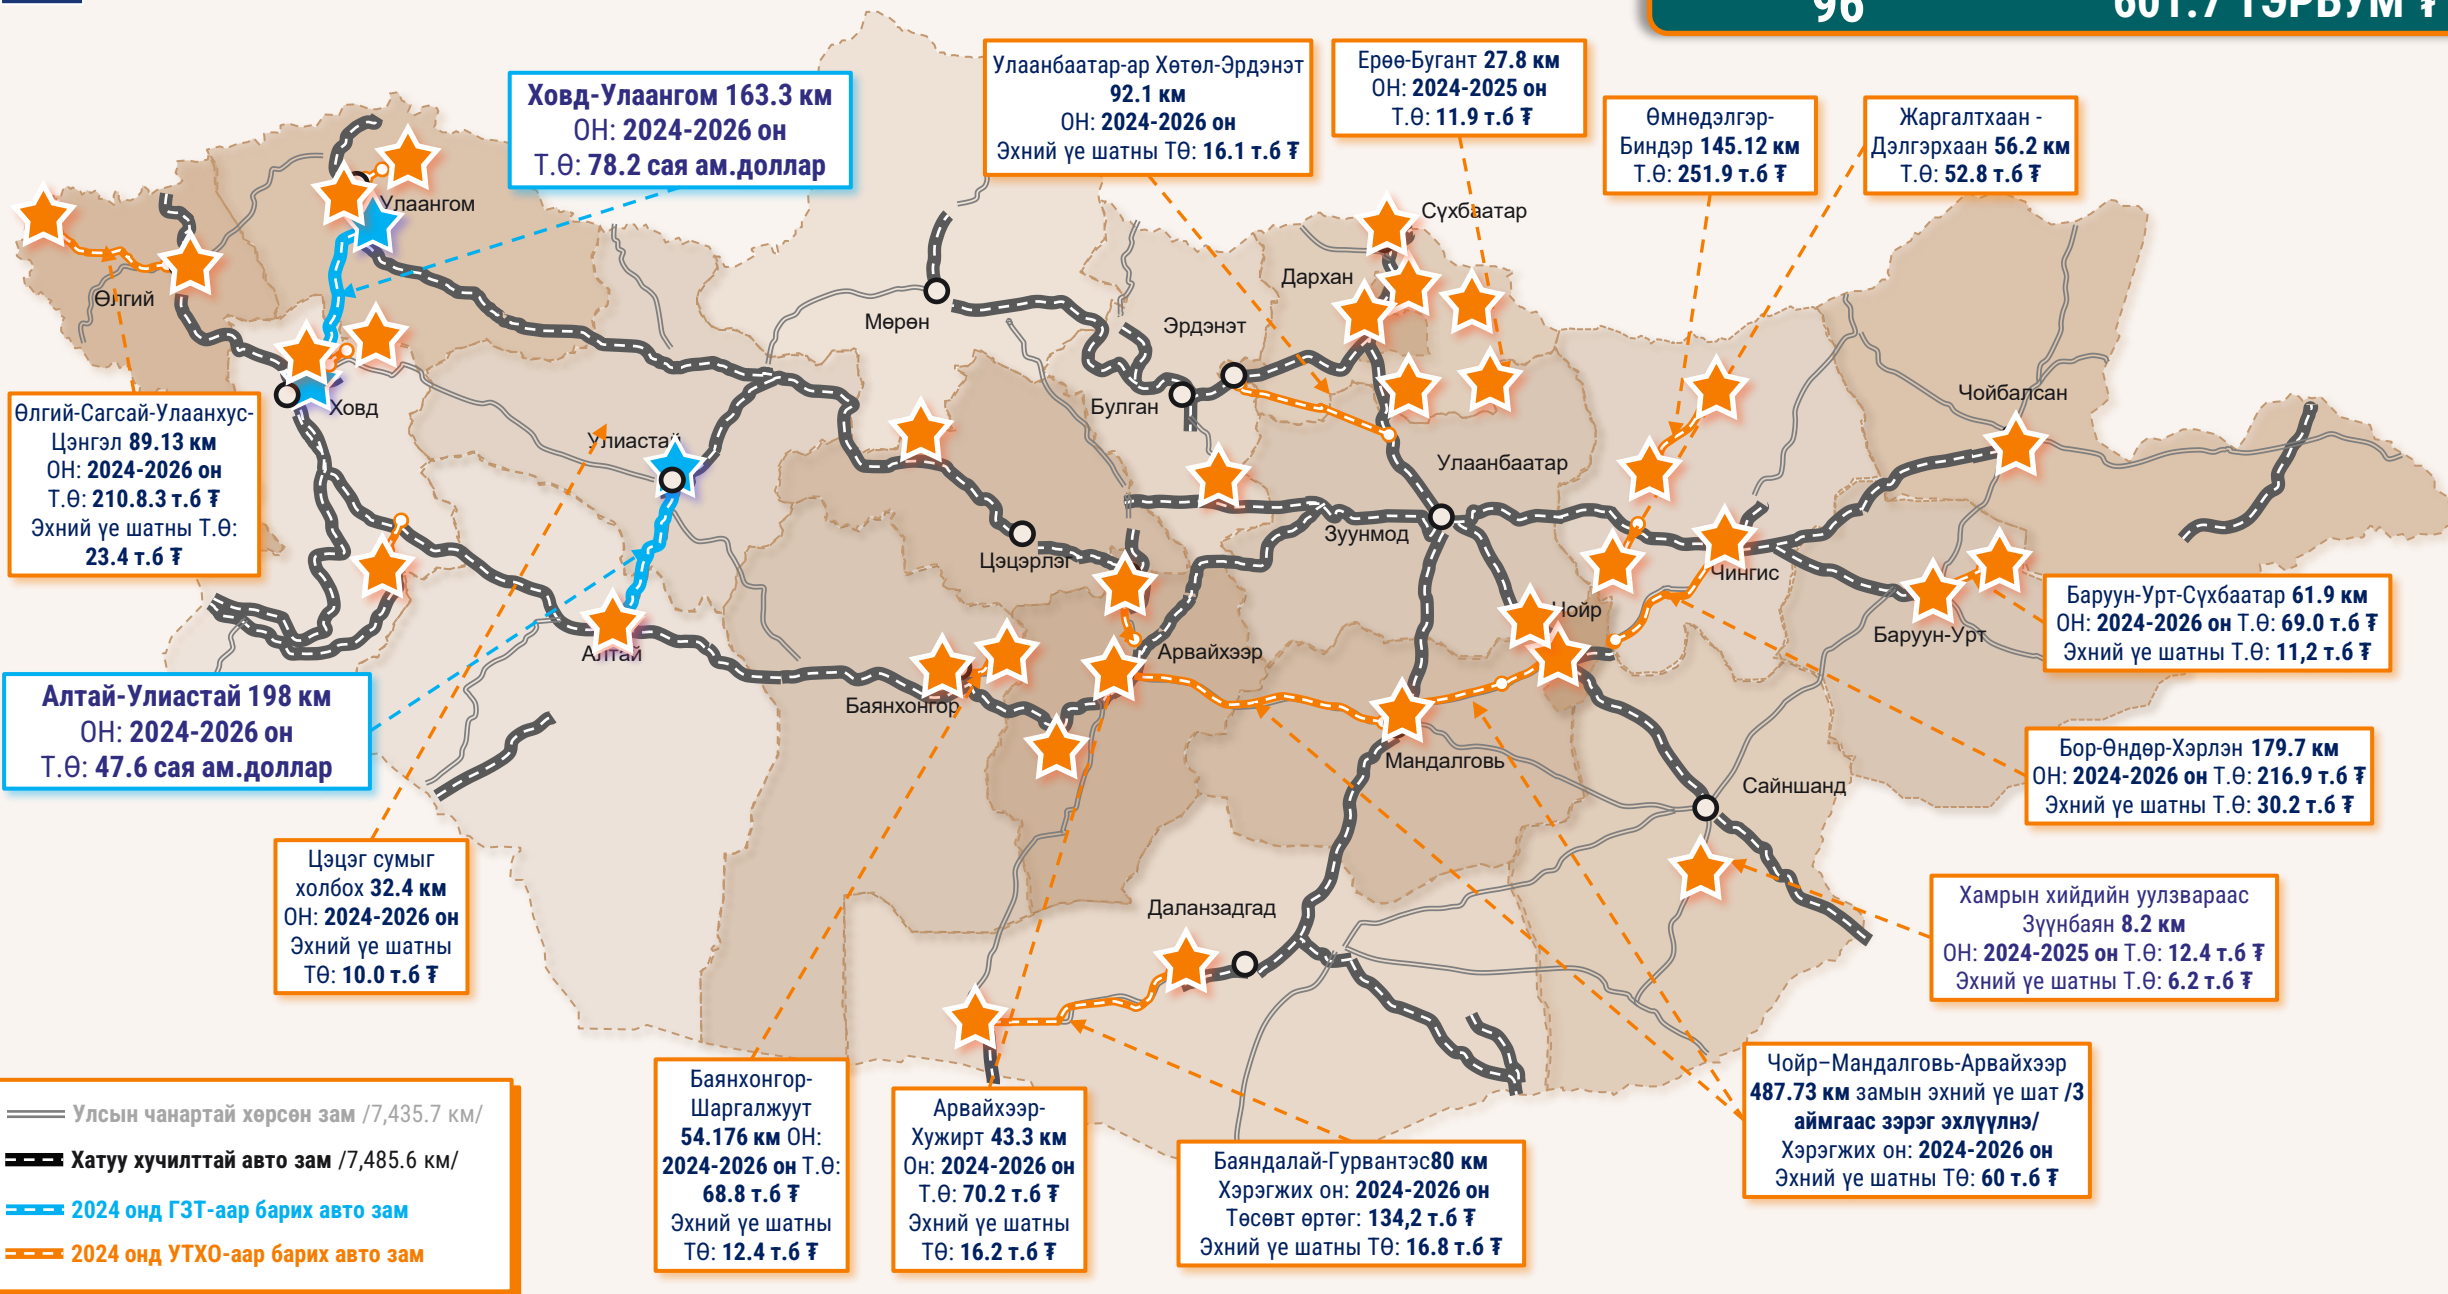 96
601.7 ТЭРБУМ ₮
Ховд-Улаангом 163.3 км
ОН: 2024-2026 он
Т.Ө: 78.2 сая ам.доллар
Улаанбаатар-ар Хөтөл-Эрдэнэт
92.1 км
ОН: 2024-2026 он
Эхний үе шатны ТӨ: 16.1 т.б ₮
Ерөө-Бугант 27.8 км
ОН: 2024-2025 он
Т.Ө: 11.9 т.б ₮
Өмнөдэлгэр-
Биндэр 145.12 км
Т.Ө: 251.9 т.б ₮
Жаргалтхаан -
Дэлгэрхаан 56.2 км
Т.Ө: 52.8 т.б ₮
Улаангом
Өлгий
Ховд
Мөрөн
Эрдэнэт
Булган
Дархан
Сүхбаатар
Улаанбаатар
Зуунмод
Улиастай
Цэцэрлэг
Чойбалсан
Чингис
Чойр
Баруун-Урт
Алтай
Баянхонгор
Арвайхээр
Мандалговь
Сайншанд
Даланзадгад
Өлгий-Сагсай-Улаанхус-
Цэнгэл 89.13 км
ОН: 2024-2026 он
Т.Ө: 210.8.3 т.б ₮
Эхний үе шатны Т.Ө:
23.4 т.б ₮
Алтай-Улиастай 198 км
ОН: 2024-2026 он
Т.Ө: 47.6 сая ам.доллар
Цэцэг сумыг
холбох 32.4 км
ОН: 2024-2026 он
Эхний үе шатны
ТӨ: 10.0 т.б ₮
Баруун-Урт-Сүхбаатар 61.9 км
ОН: 2024-2026 он Т.Ө: 69.0 т.б ₮
Эхний үе шатны Т.Ө: 11,2 т.б ₮
Бор-Өндөр-Хэрлэн 179.7 км
ОН: 2024-2026 он Т.Ө: 216.9 т.б ₮
Эхний үе шатны Т.Ө: 30.2 т.б ₮
Хамрын хийдийн уулзвараас
Зүүнбаян 8.2 км
ОН: 2024-2025 он Т.Ө: 12.4 т.б ₮
Эхний үе шатны Т.Ө: 6.2 т.б ₮
Чойр–Мандалговь-Арвайхээр
487.73 км замын эхний үе шат /3
аймгаас зэрэг эхлүүлнэ/
Хэрэгжих он: 2024-2026 он
Эхний үе шатны ТӨ: 60 т.б ₮
Баянхонгор-
Шаргалжуут
54.176 км ОН:
2024-2026 он Т.Ө:
68.8 т.б ₮
Эхний үе шатны
ТӨ: 12.4 т.б ₮
Арвайхээр-
Хужирт 43.3 км
Он: 2024-2026 он
Т.Ө: 70.2 т.б ₮
Эхний үе шатны
ТӨ: 16.2 т.б ₮
Баяндалай-Гурвантэс80 км
Хэрэгжих он: 2024-2026 он
Төсөвт өртөг: 134,2 т.б ₮
Эхний үе шатны ТӨ: 16.8 т.б ₮
Улсын чанартай хөрсөн зам /7,435.7 км/
Хатуу хучилттай авто зам /7,485.6 км/
2024 онд ГЗТ-аар барих авто зам
2024 онд УТХО-аар барих авто зам